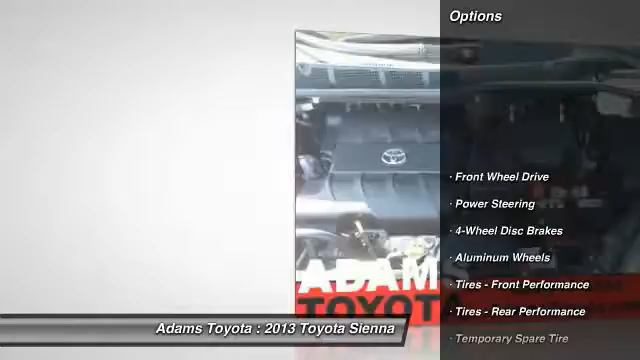 Options
· Front Wheel Drive
· Power Steering
· 4-Wheel Disc Brakes
· Aluminum Wheels
· Tires - Front Performance
· Tires - Rear Performance
· Temporary Spare Tire
ADAMS
TOYOTA
Adams Toyota : 2013 Toyota Sienna